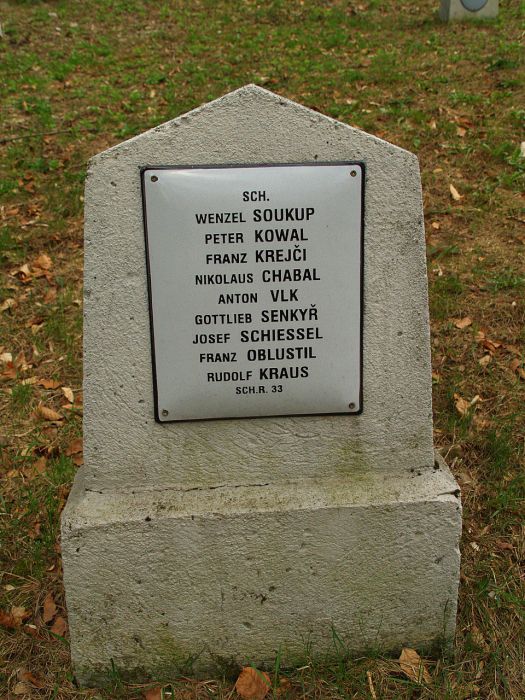 SCH.
WENZEL SOUKUP
PETER KOWAL
FRANZ KREJČI
NIKOLAUS CHABAL
ANTON VLK
GOTTLIEB SENKYŘ
JOSEF SCHIESSEL
FRANZ OBLUSTIL
RUDOLF KRAUS
SCH.R. 33